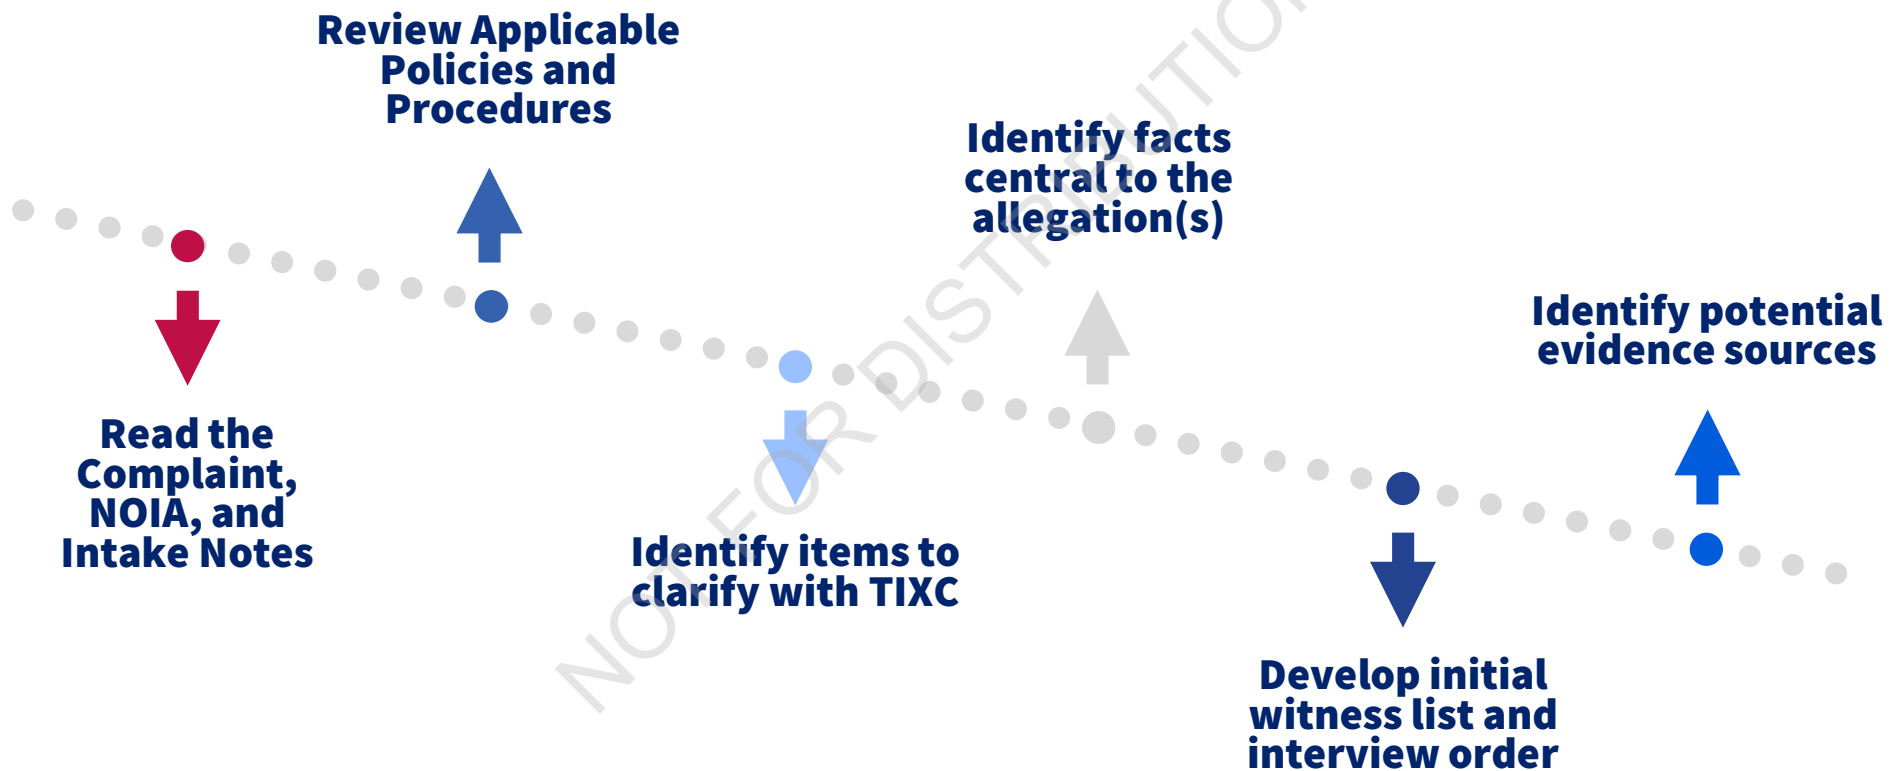 Review Applicable
Policies and
Procedures
Identify facts
central to the
allegation(s)
Identify potential
evidence sources
Read the
Complaint,
NOIA, and
Intake Notes
Identify items to
clarify with TIXC
Develop initial
witness list and
interview order
NOT FOR DISTRIBUTION